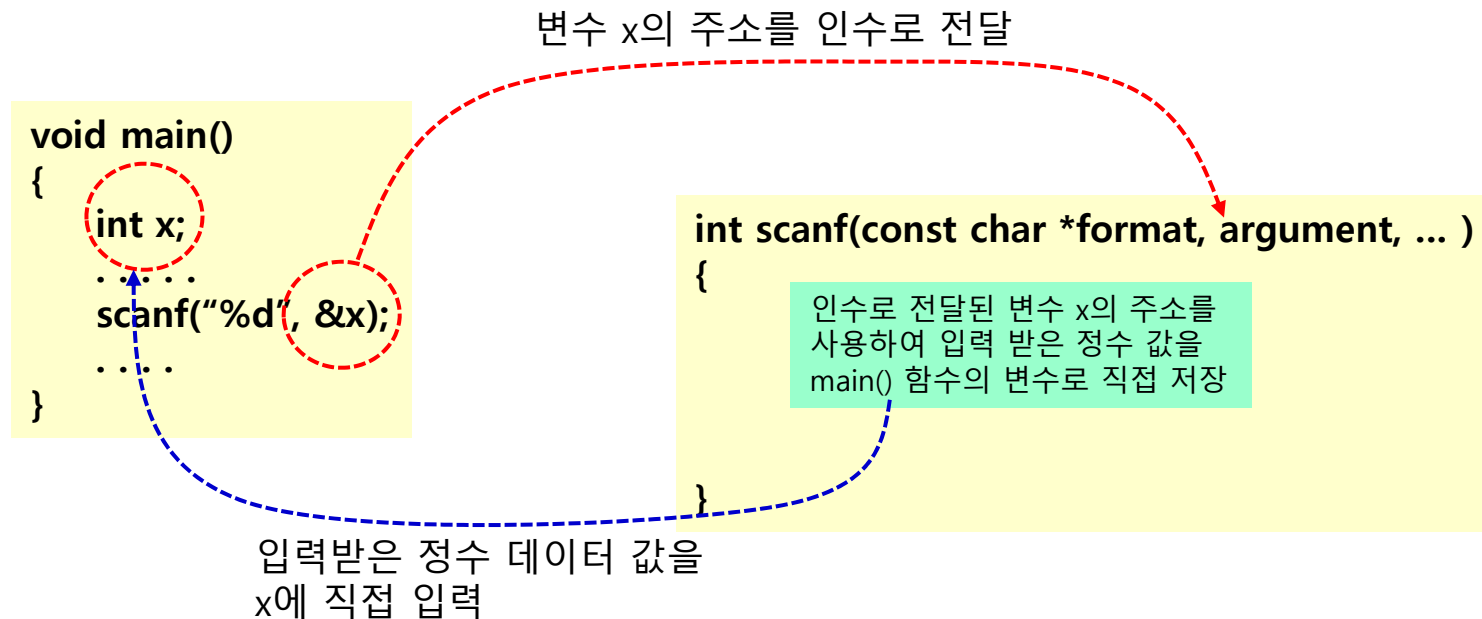 변수 x의 주소를 인수로 전달
void main()
{
int x;
. . . . .
scanf(“%d”, &x);
. . . .
}
int scanf(const char *format, argument, ... )
{
인수로 전달된 변수 x의 주소를
사용하여 입력 받은 정수 값을
main() 함수의 변수로 직접 저장
}
입력받은 정수 데이터 값을
x에 직접 입력